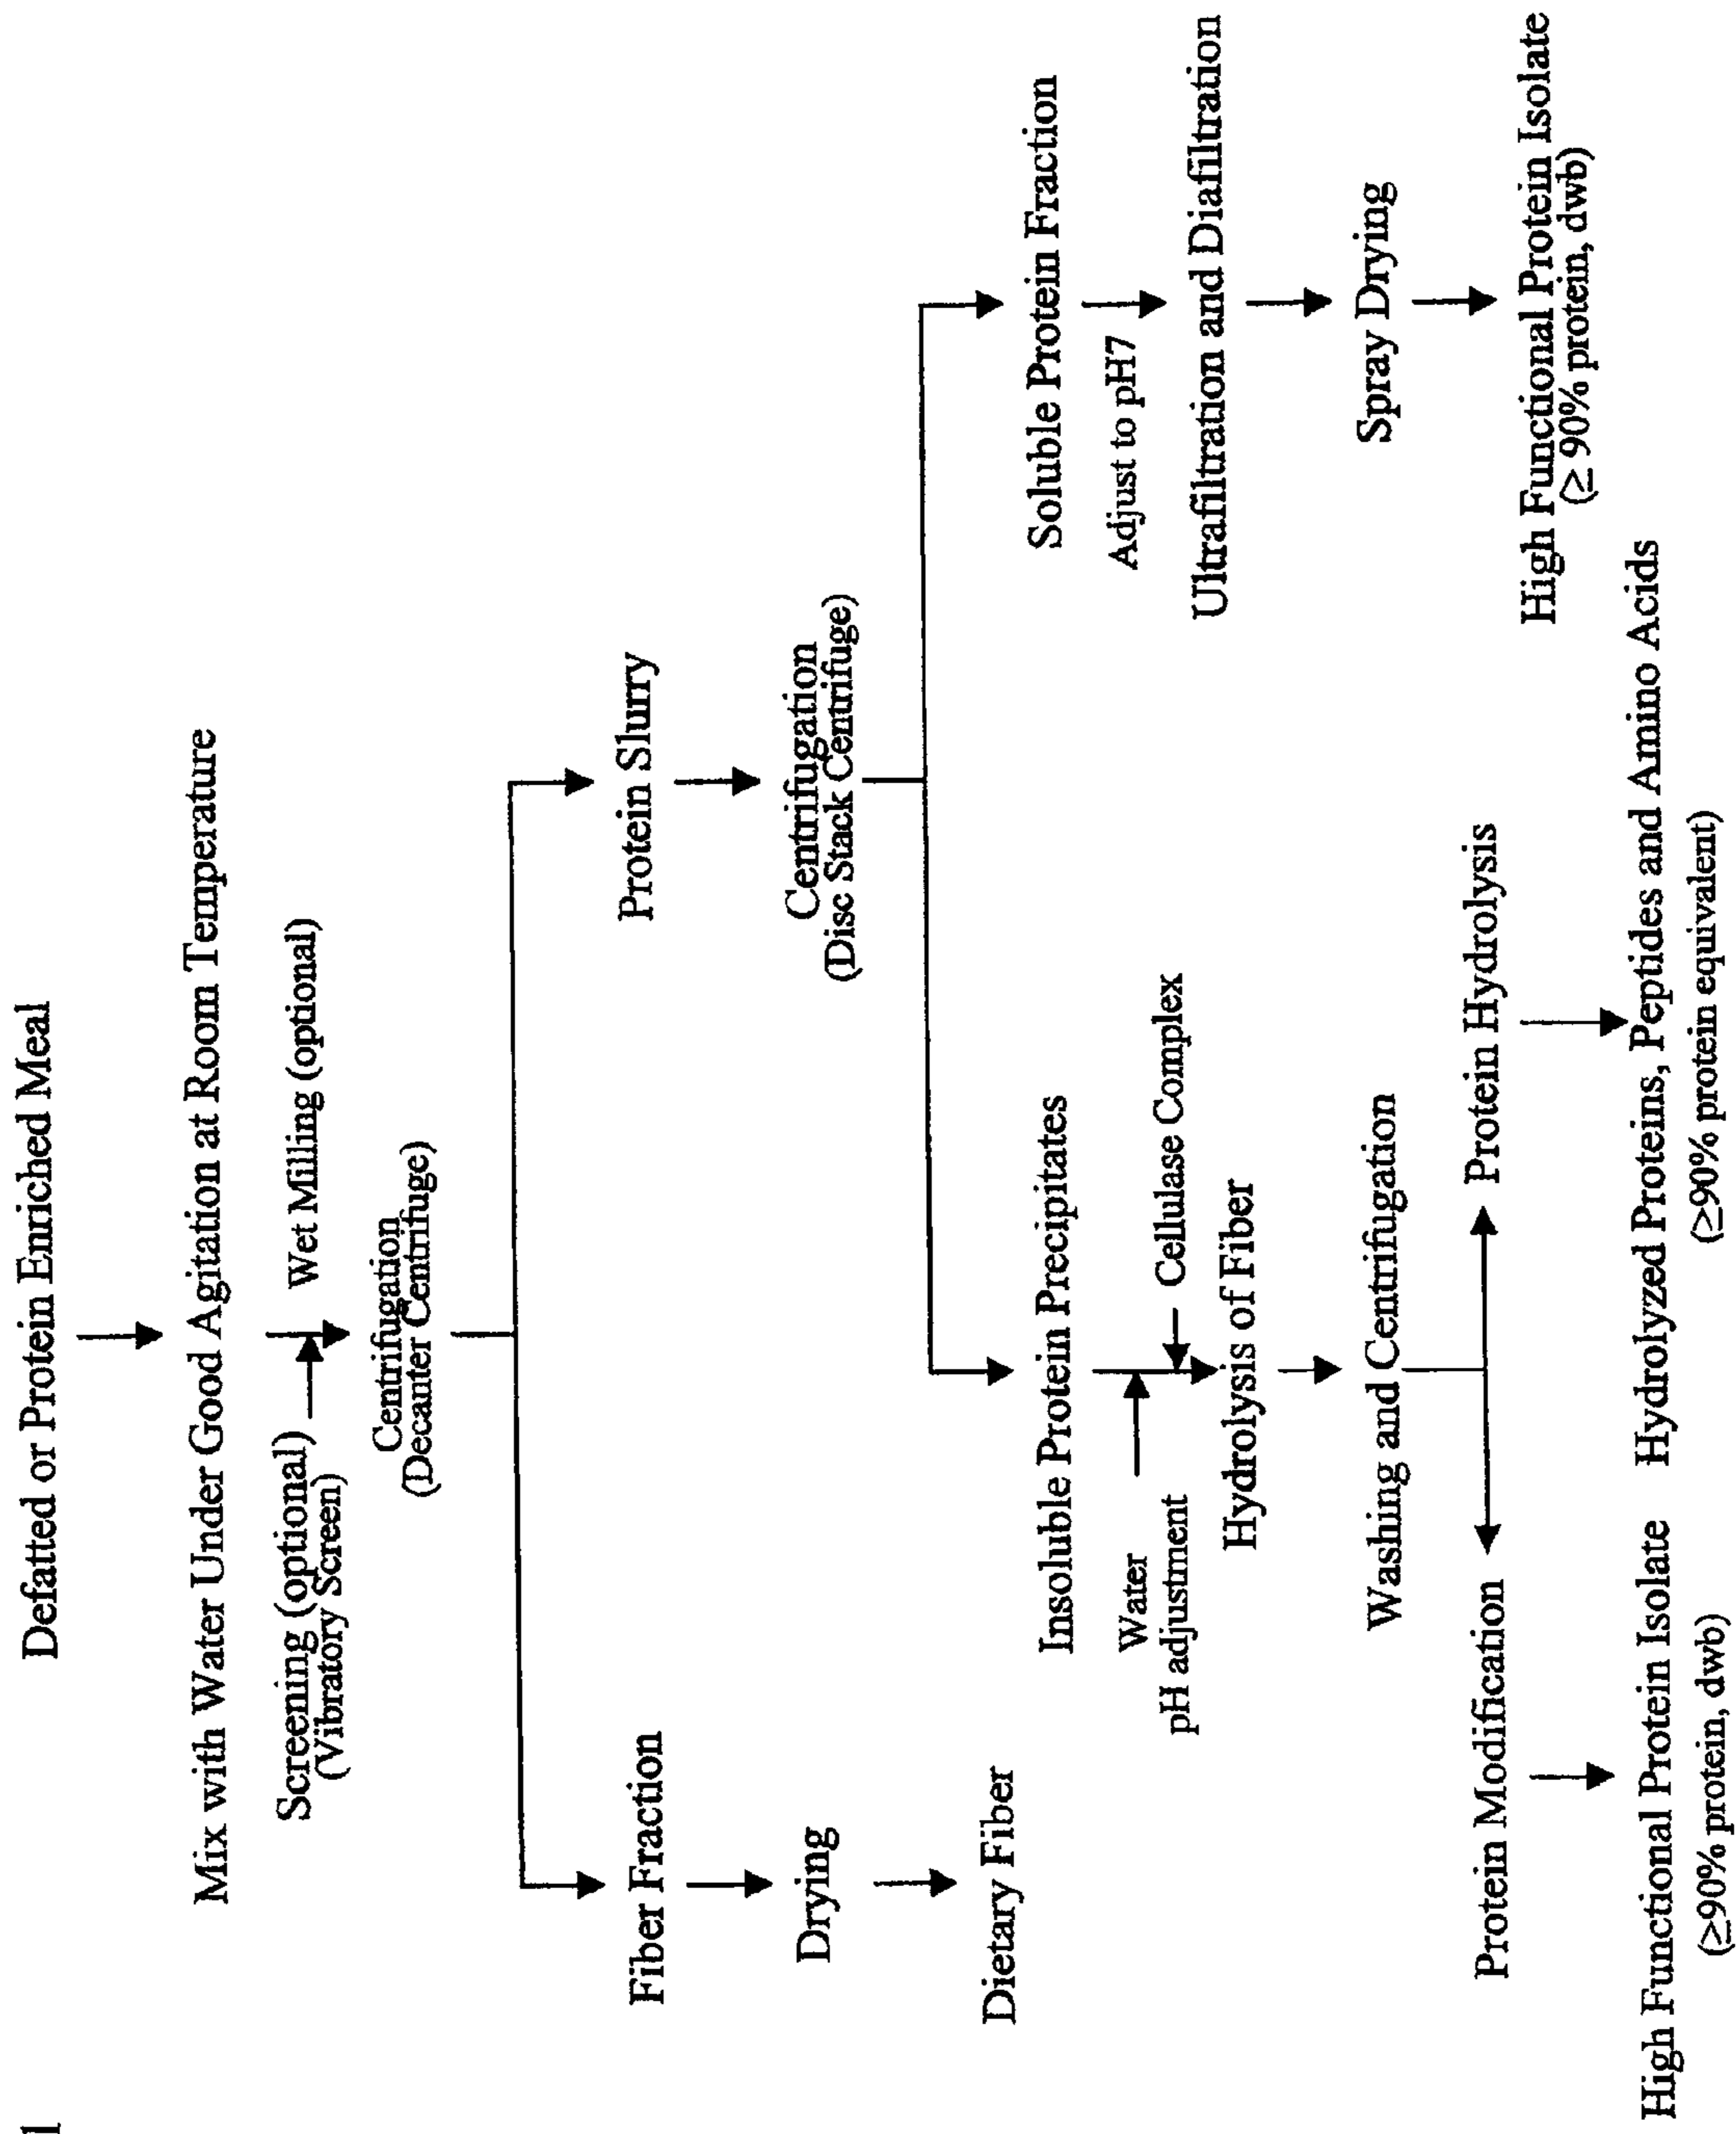 1
Defatted or Protein Enriched Meal
Mix with Water Under Good Agitation at Room Temperature
Screening (optional)
(Vibratory Screen)
Wet Milling (optional)
Centrifugation
(Decanter Centrifuge)
Fiber Fraction
Protein Slurry
Drying
Centrifugation
(Disc Stack Centrifuge)
Dietary Fiber
Insoluble Protein Precipitates
Soluble Protein Fraction
Water
pH adjustment
Cellulase Complex
Adjust to pH7
Hydrolysis of Fiber
Ultrafiltration and Diafiltration
Washing and Centrifugation
Spray Drying
Protein Modification
Protein Hydrolysis
High Functional Protein Isolate
(≥ 90% protein, dwb)
High Functional Protein Isolate
(≥90% protein, dwb)
Hydrolyzed Proteins, Peptides and Amino Acids
(≥90% protein equivalent)